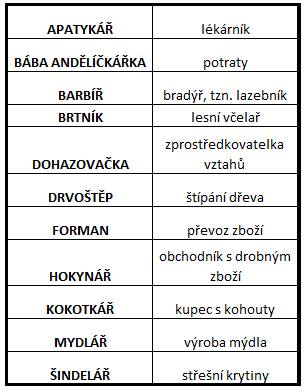 APATYKÁŘ lékárník
BÁBA ANDĚLÍČKÁŘKA potraty
BARBÍŘ bradýř, tzn. lazebník
BRTNÍK lesní včelař
DOHAZOVAČKA zprostředkovatelka
vztahů
DRVOŠTĚP štípání dřeva
FORMAN převoz zboží
HOKYNÁŘ obchodník s drobným
zboží
KOKOTKÁŘ kupec s kohouty
MYDLÁŘ výroba mýdla
ŠINDELÁŘ střešní krytiny